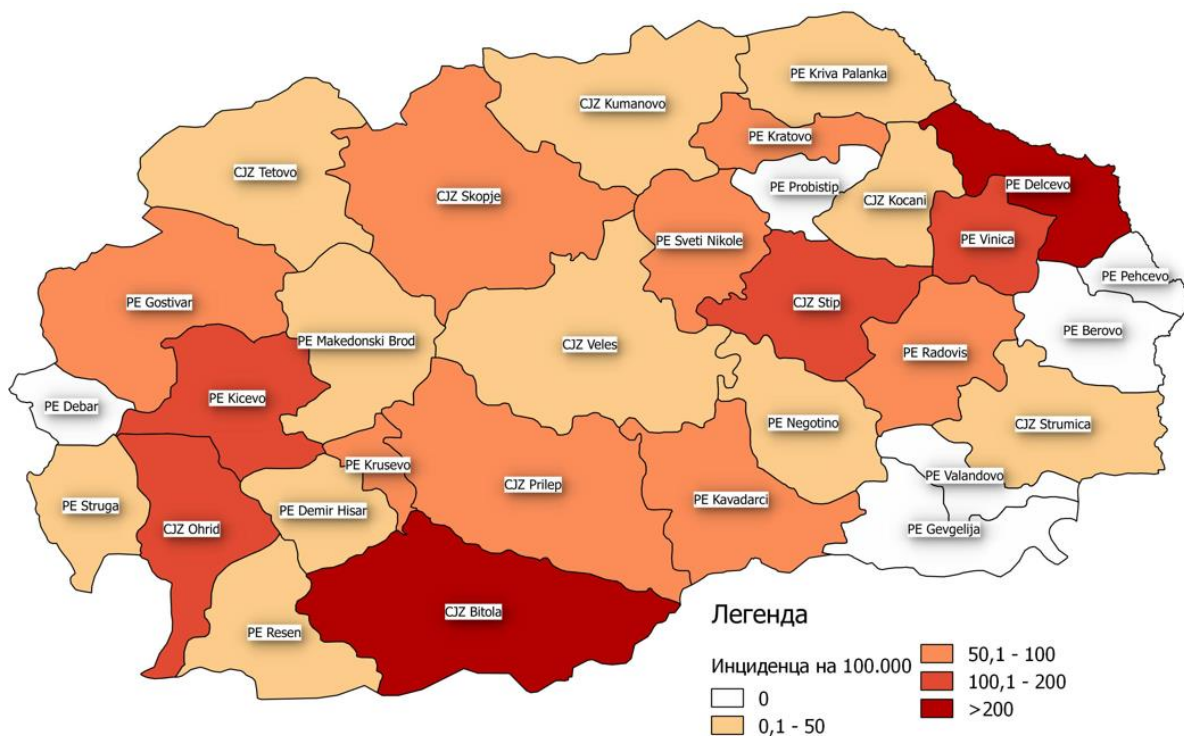 PE Kriva Palanka
CJZ Kumanovo
PE Kratovo
CJZ Tetovo
PE Probistip
PE Delcevo
CJZ Skopje
CJZ Kocani
PE Sveti Nikole
PE Vinica
PE Pehcevo
PE Gostivar
CJZ Stip
PE Berovo
PE Makedonski Brod
CJZ Veles
PE Radovis
PE Kicevo
PE Debar
PE Negotino
CJZ Strumica
PE Krusevo
CJZ Prilep
PE Valandovo
PE Kavadarci
PE Struga
PE Demir Hisar
CJZ Ohrid
PE Gevgelija
CJZ Bitola
PE Resen
Легенда
Инциденца на 100.000
0
0,1 - 50
50,1 - 100
100,1 - 200
>200